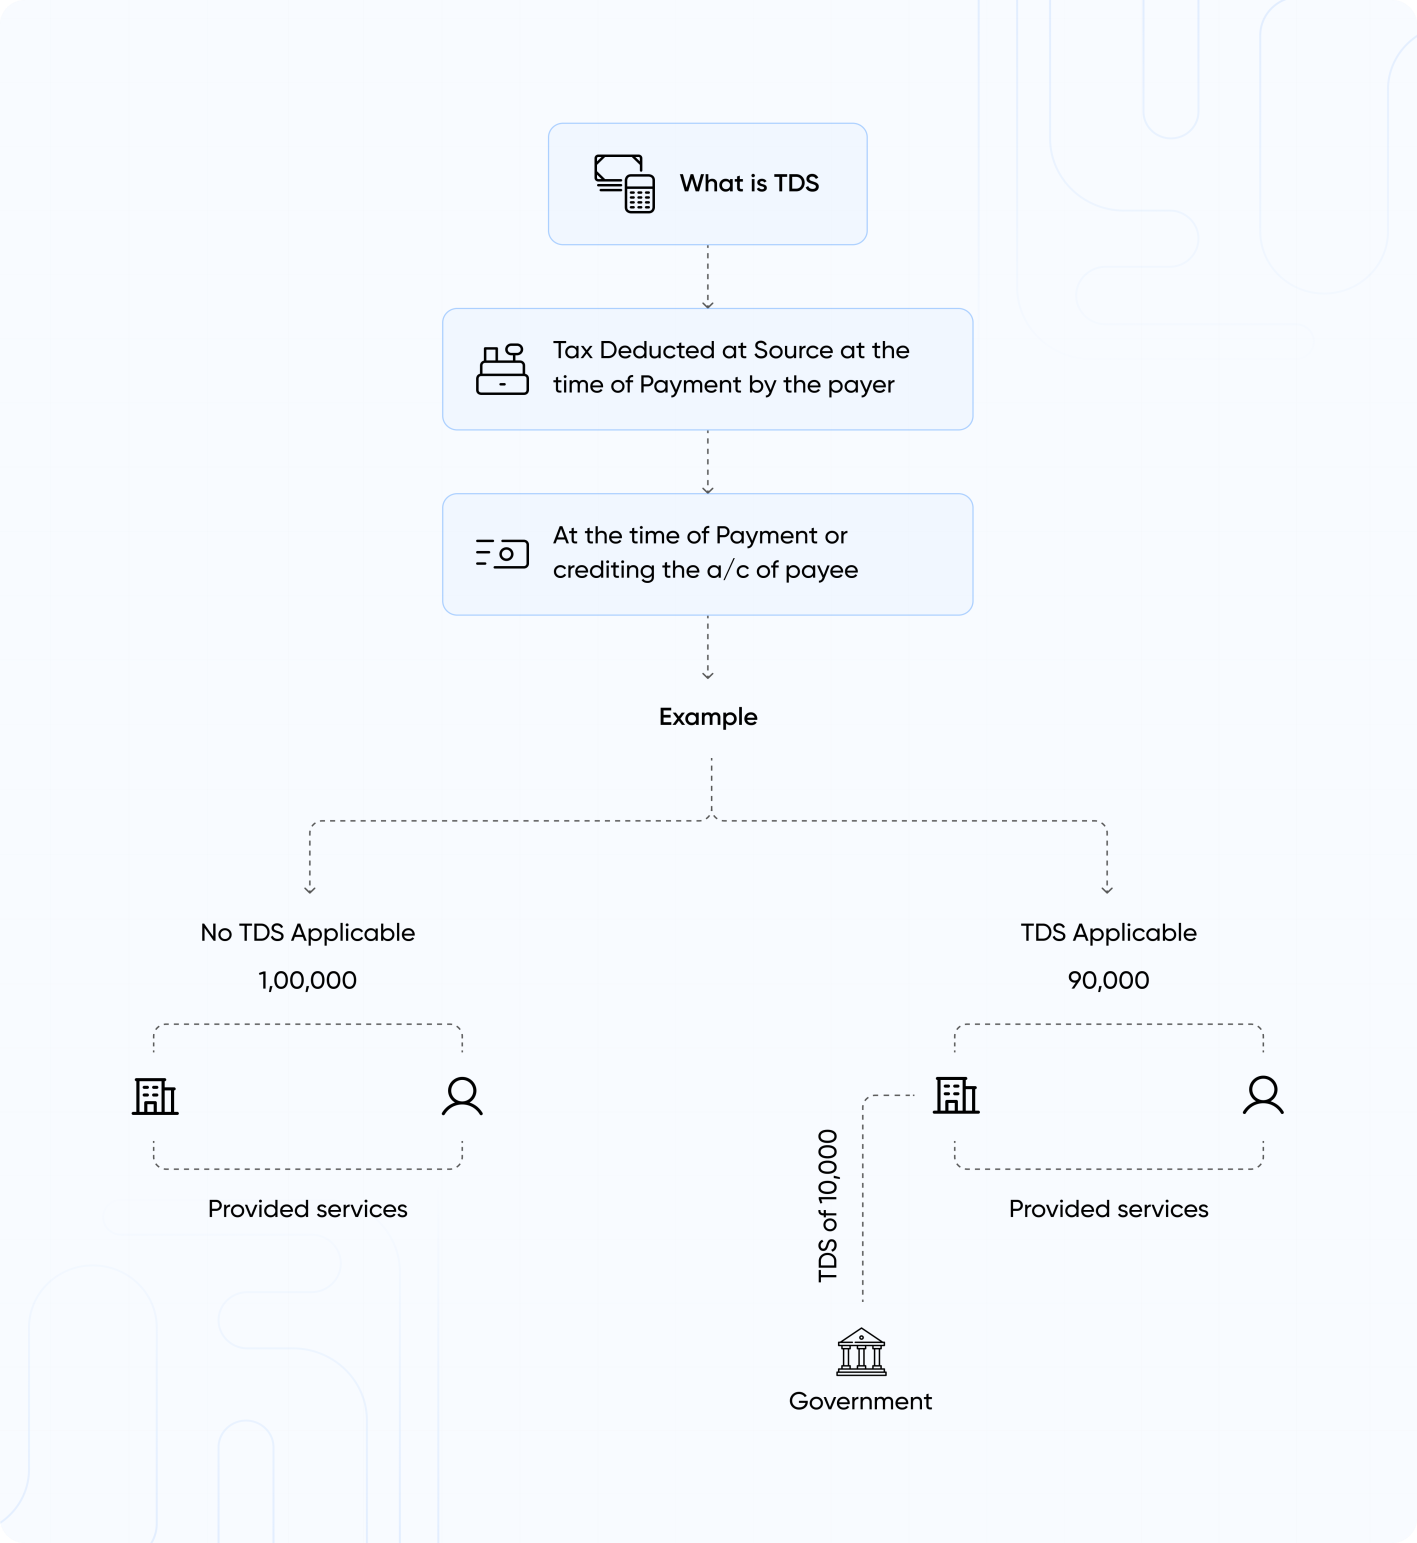 What is TDS
Tax Deducted at Source at the
time of Payment by the payer
At the time of Payment or
crediting the a/c of payee
Example
No TDS Applicable
1,00,000
Provided services
TDS Applicable
90,000
Provided services
TDS of 10,000
Government